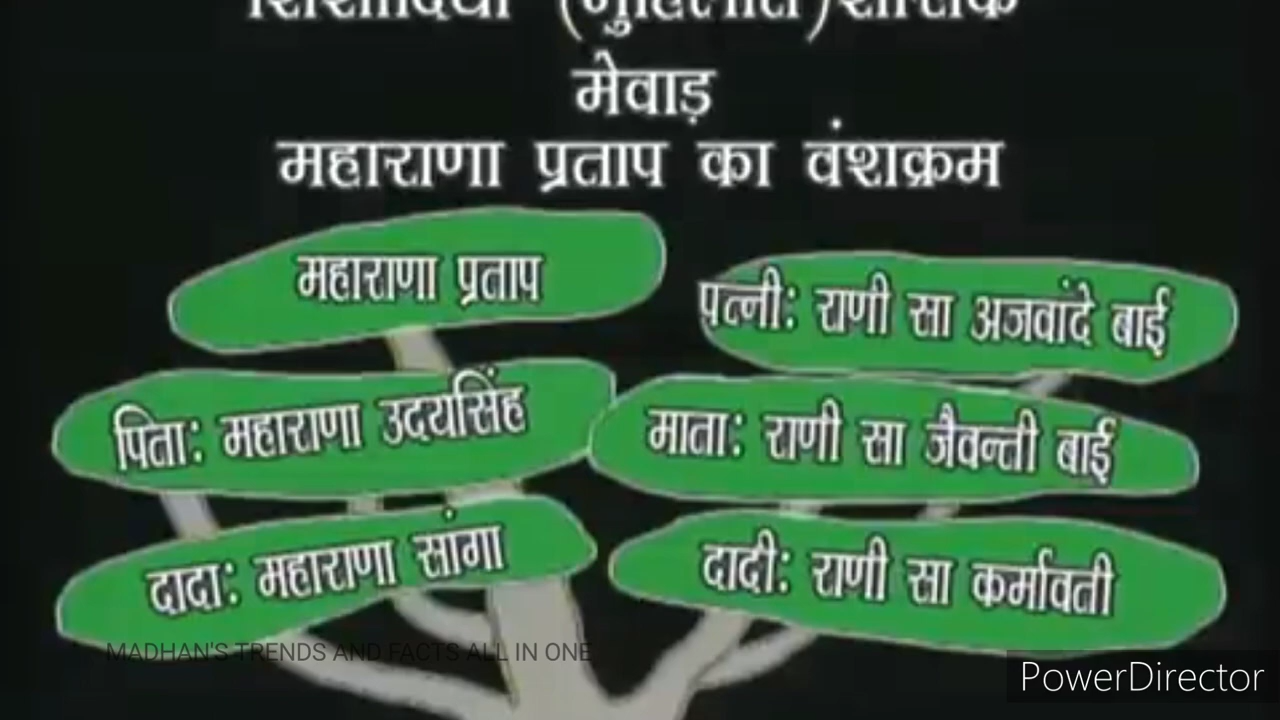 शिशोदिया (गुहिलोत) शासक
मेवाड़
महाराणा प्रताप का वंशक्रम
महाराणा प्रताप
पत्नी: राणी सा अजवांदे बाई
पिता: महाराणा उदयसिंह
माता: राणी सा जैवन्ती बाई
दादा: महाराणा सांगा
दादी: राणी सा कर्मावती
MADHAN'S TRENDS AND FACTS ALL IN ONE
PowerDirector